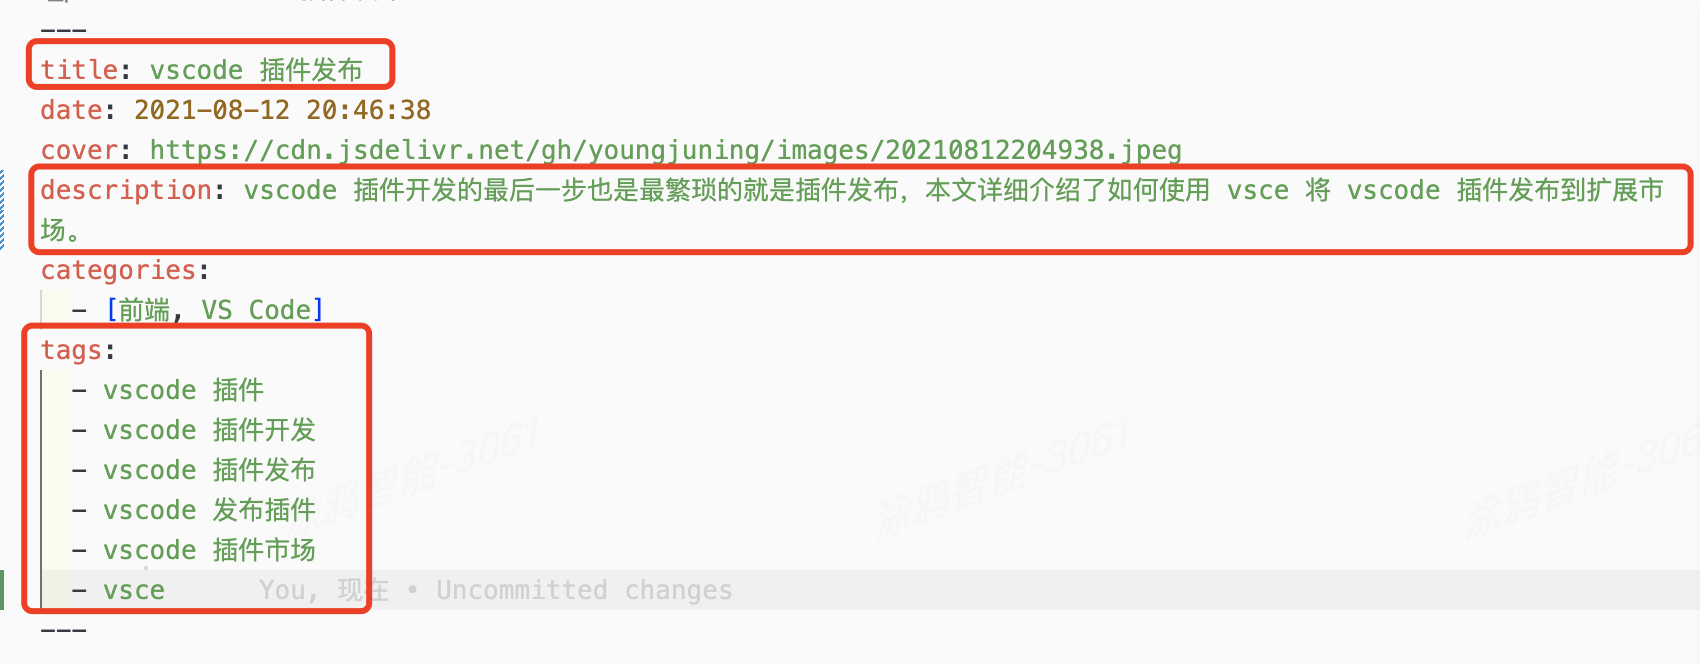 ---
title: vscode 插件发布
date: 2021-08-12 20:46:38
cover: https://cdn.jsdelivr.net/gh/youngjuning/images/20210812204938.jpeg
description: vscode 插件开发的最后一步也是最繁琐的就是插件发布，本文详细介绍了如何使用 vsce 将 vscode 插件发布到扩展市
场。
categories:
- [前端, VS Code]
tags:
- vscode 插件
- vscode 插件开发
- vscode 插件发布
- vscode 发布插件
- vscode 插件市场
- vsce You, 现在 • Uncommitted changes
---
涂鸦智能-3061
涂鸦智能-3061
涂鸦智能-306